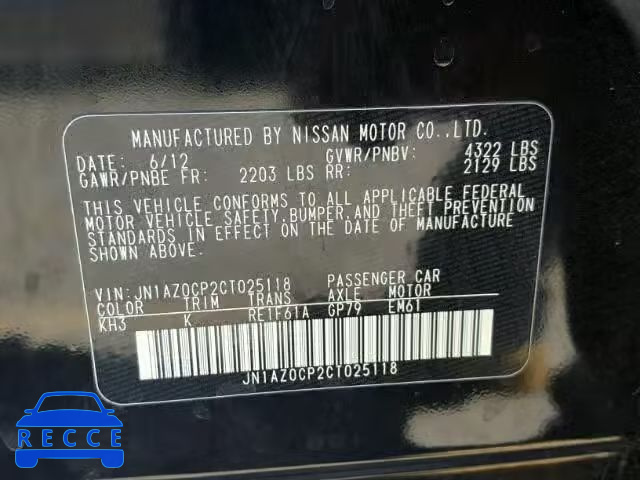 MANUFACTURED BY NISSAN MOTOR CO.,LTD.
DATE: 6/12 GVWR/PNBV: 4322 LBS
GAWR/PNBE FR: 2203 LBS RR: 2129 LBS
THIS VEHICLE CONFORMS TO ALL APPLICABLE FEDERAL
MOTOR VEHICLE SAFETY,BUMPER,AND THEFT PREVENTION
STANDARDS IN EFFECT ON THE DATE OF MANUFACTURE
SHOWN ABOVE.
VIN: JN1AZ0CP2CT025118 PASSENGER CAR
COLOR TRIM TRANS AXLE MOTOR
KH3 K RE1F61A GP79 EM61
JN1AZ0CP2CT025118
RECCE